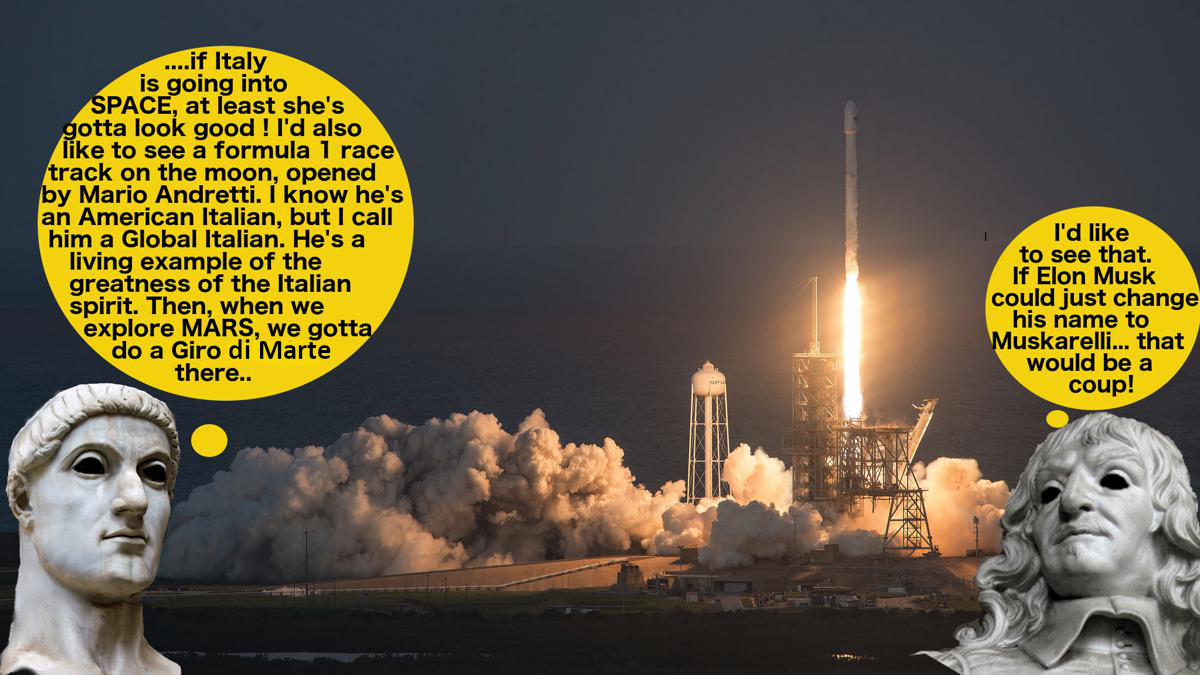 ....if Italy
is going into
SPACE, at least she's
gotta look good ! I'd also
like to see a formula 1 race
track on the moon, opened
by Mario Andretti. I know he's
an American Italian, but I call
him a Global Italian. He's a
living example of the
greatness of the Italian
spirit. Then, when we
explore MARS, we gotta
do a Giro di Marte
there..
I'd like
to see that.
If Elon Musk
could just change
his name to
Muskarelli... that
would be a
coup!